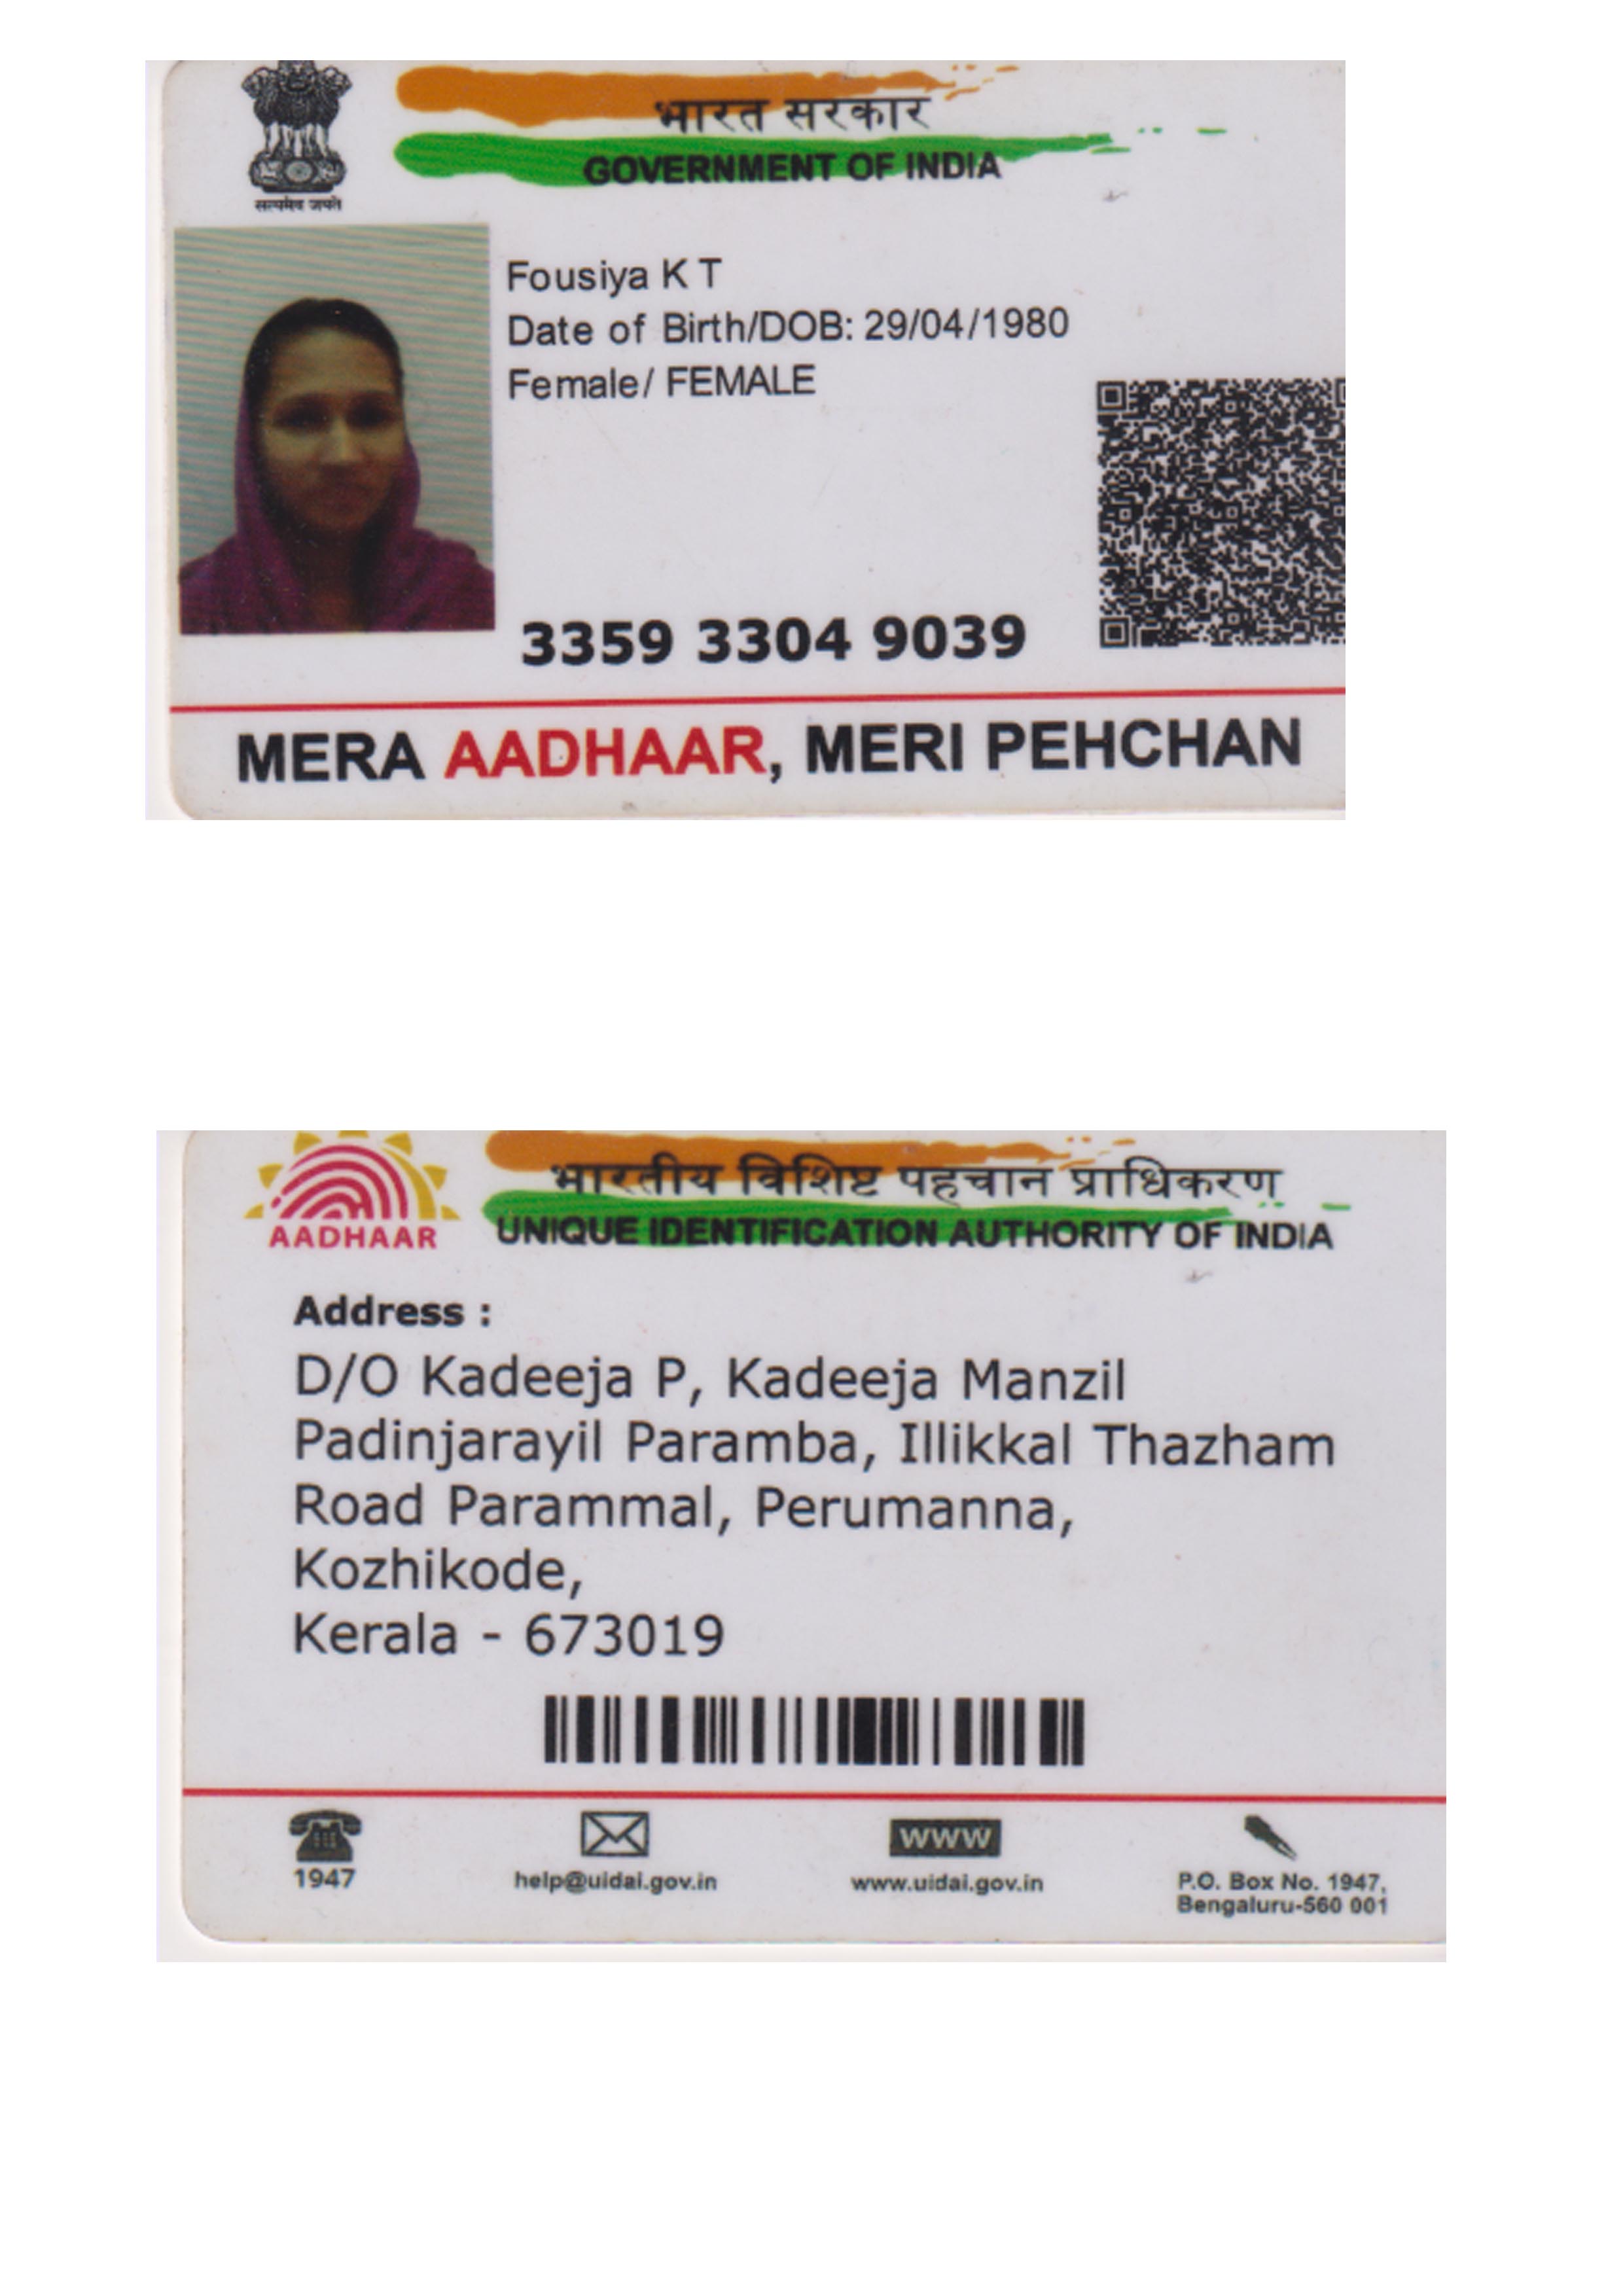 भारत सरकार
GOVERNMENT OF INDIA
सत्यमेव जयते
Fousiya K T
Date of Birth/DOB: 29/04/1980
Female/ FEMALE
3359 3304 9039
MERA AADHAAR, MERI PEHCHAN
भारतीय विशिष्ट पहचान प्राधिकरण
AADHAAR
UNIQUE IDENTIFICATION AUTHORITY OF INDIA
Address :
D/O Kadeeja P, Kadeeja Manzil
Padinjarayil Paramba, Illikkal Thazham
Road Parammal, Perumanna,
Kozhikode,
Kerala - 673019
1947
help@uidai.gov.in
www
www.uidai.gov.in
P.O. Box No. 1947,
Bengaluru-560 001